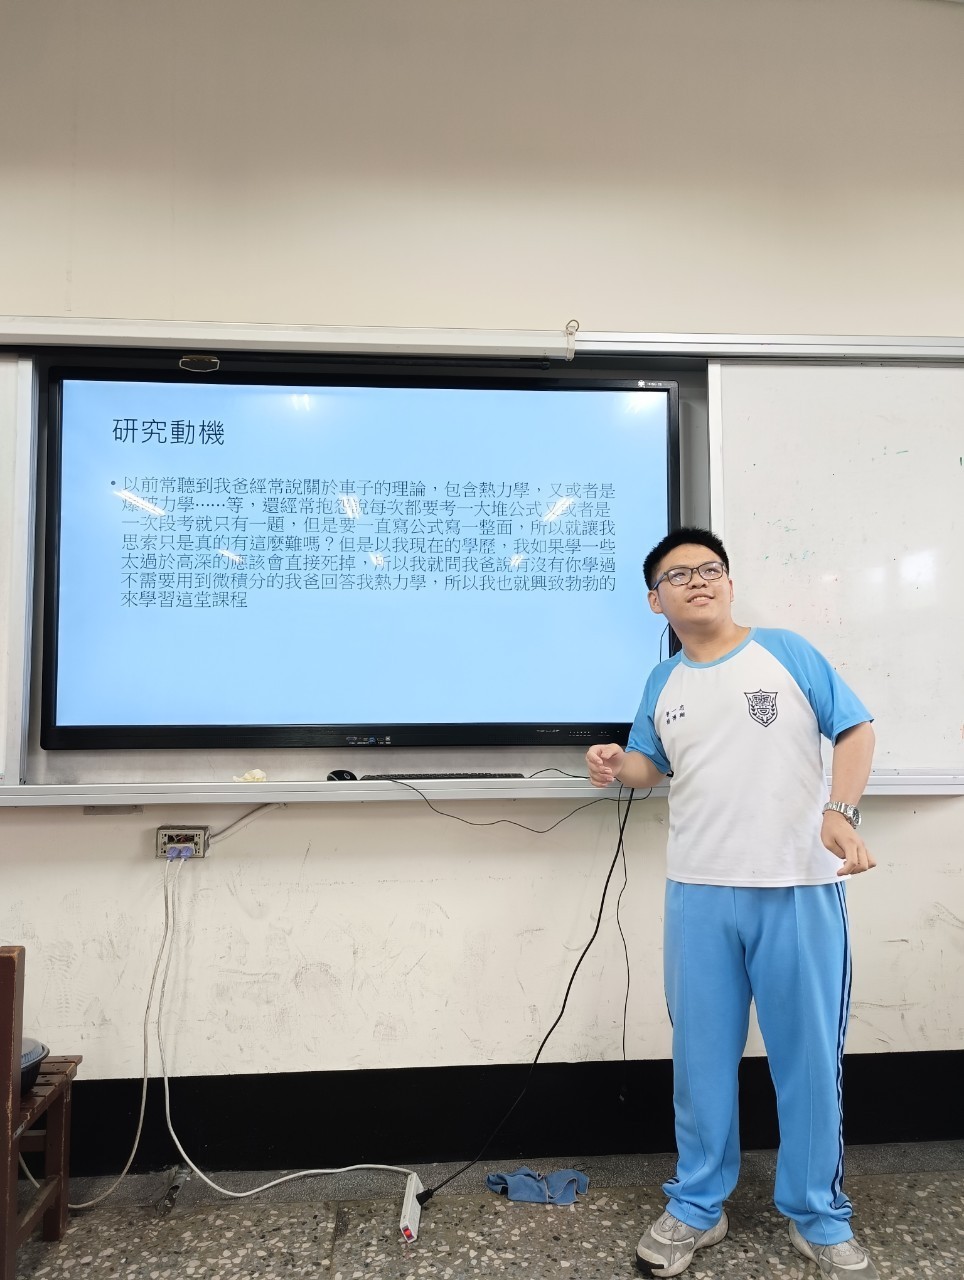 研究動機
• 以前常聽到我爸經常說關於車子的理論，包含熱力學，又或者是
爆破力學……等，還經常抱怨說每次都要考一大堆公式又或者是
一次段考就只有一題，但是要一直寫公式寫一整面，所以就讓我
思索只是真的有這麼難嗎？但是以我現在的學歷，我如果學一些
太過於高深的應該會直接死掉，所以我就問我爸說有沒有你學過
不需要用到微積分的我爸回答我熱力學，所以我也就興致勃勃的
來學習這堂課程